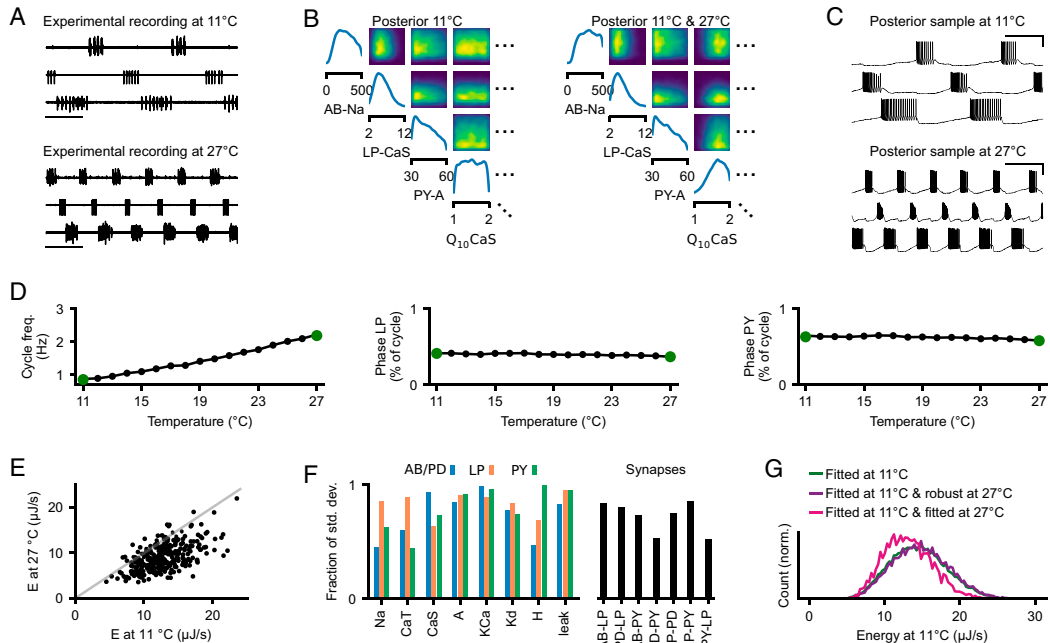 A
Experimental recording at 11°C
Experimental recording at 27°C
B
Posterior 11°C
0 500
AB-Na
2 12
LP-CaS
30 60
PY-A
1 2
Q10CaS
Posterior 11°C & 27°C
0 500
AB-Na
2 12
LP-CaS
30 60
PY-A
1 2
Q10CaS
C
Posterior sample at 11°C
Posterior sample at 27°C
D
Cycle freq.
(Hz)
3
2
1
11 15 19 23 27
Temperature (°C)
Phase LP
(% of cycle)
1
0
11 15 19 23 27
Temperature (°C)
Phase PY
(% of cycle)
1
0
11 15 19 23 27
Temperature (°C)
E
E at 27 °C (µJ/s)
20
10
0
0 10 20
E at 11 °C (µJ/s)
F
AB/PD LP PY
Synapses
Fraction of std. dev.
1
0
Na CaT CaS A KCa Kd H leak
G
Fitted at 11°C
Fitted at 11°C & robust at 27°C
Fitted at 11°C & fitted at 27°C
Count (norm.)
0 10 20 30
Energy at 11°C (µJ/s)